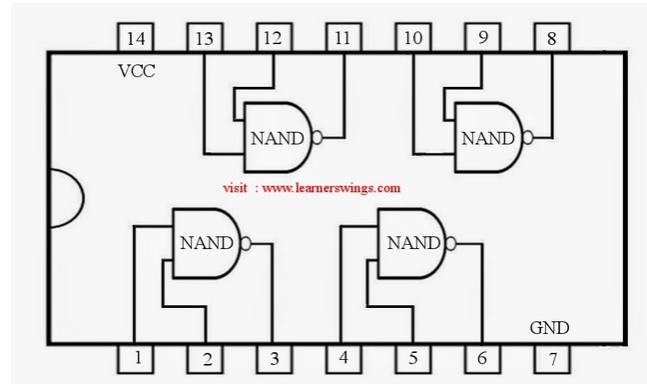 14 13 12 11 10 9 8
VCC
NAND NAND
visit : www.learnerswings.com
NAND NAND
GND
1 2 3 4 5 6 7